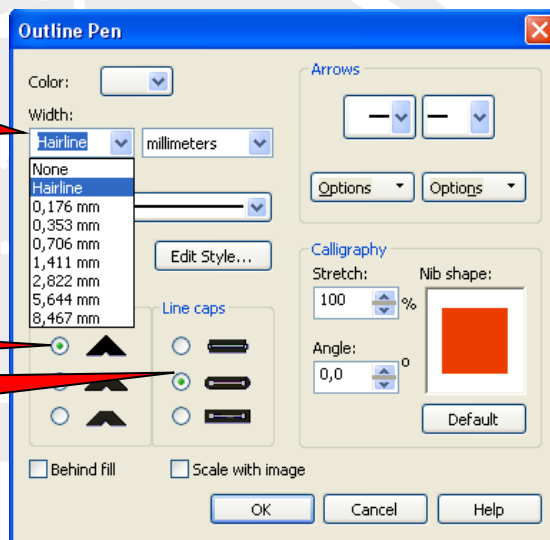 Outline Pen
Color:
Width:
Hairline
millimeters
None
Hairline
0,176 mm
0,353 mm
0,706 mm
1,411 mm
2,822 mm
5,644 mm
8,467 mm
Edit Style...
Line caps
Behind fill
Scale with image
Arrows
Options
Options
Calligraphy
Stretch:
Nib shape:
100
%
Angle:
0,0
o
Default
OK
Cancel
Help